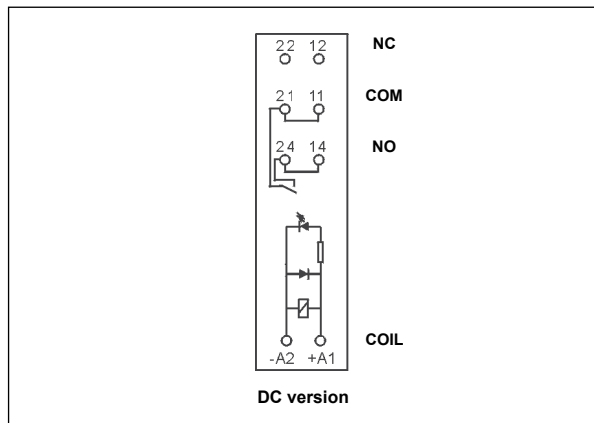 22 12 NC
21 11 COM
24 14 NO
COIL
-A2 +A1
DC version